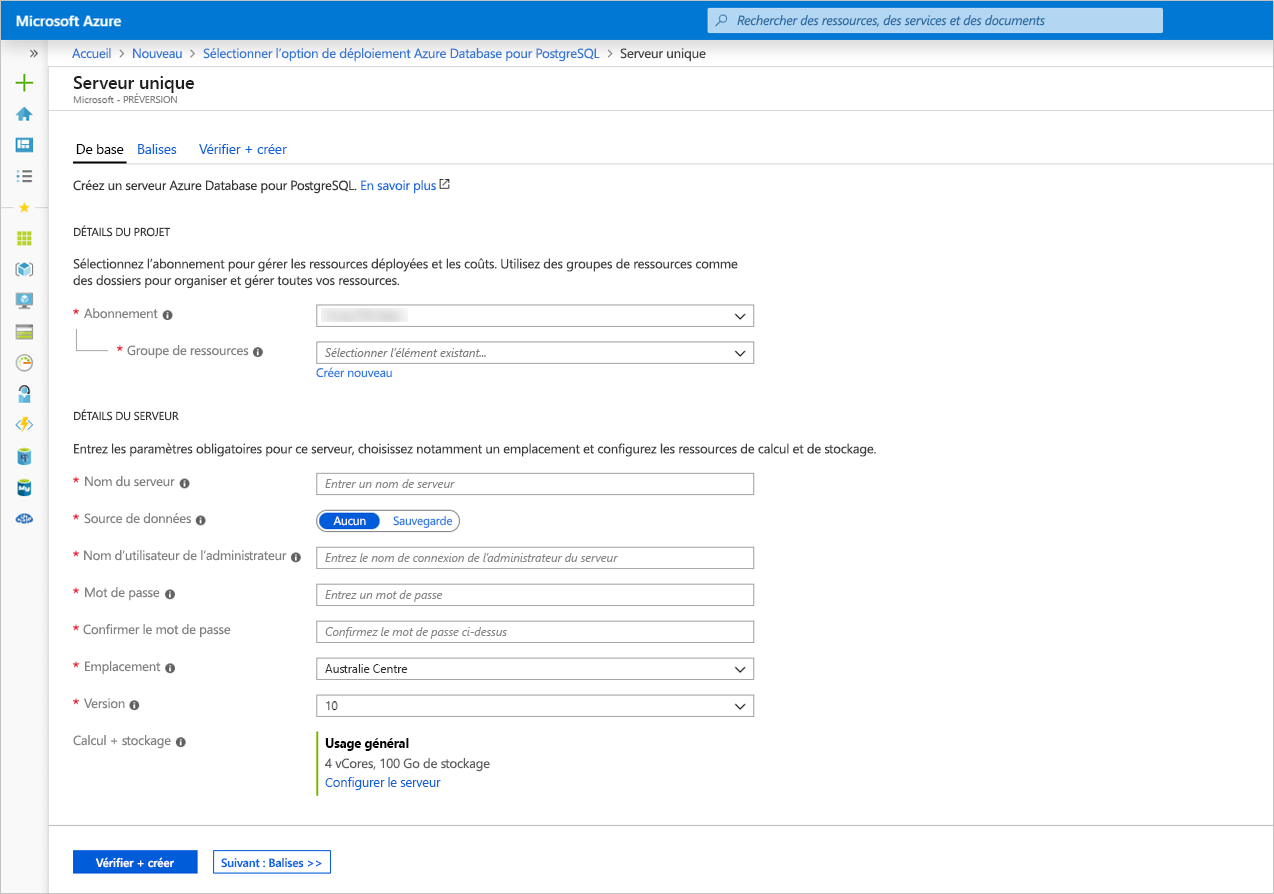 Microsoft Azure
Rechercher des ressources, des services et des documents
Accueil > Nouveau > Sélectionner l'option de déploiement Azure Database pour PostgreSQL > Serveur unique
Serveur unique
Microsoft - PRÉVERSION
De base Balises Vérifier + créer
Créez un serveur Azure Database pour PostgreSQL. En savoir plus
DÉTAILS DU PROJET
Sélectionnez l'abonnement pour gérer les ressources déployées et les coûts. Utilisez des groupes de ressources comme
des dossiers pour organiser et gérer toutes vos ressources.
* Abonnement
* Groupe de ressources
Sélectionner l'élément existant...
Créer nouveau
DÉTAILS DU SERVEUR
Entrez les paramètres obligatoires pour ce serveur, choisissez notamment un emplacement et configurez les ressources de calcul et de stockage.
* Nom du serveur
Entrer un nom de serveur
* Source de données
Aucun Sauvegarde
* Nom d'utilisateur de l'administrateur
Entrez le nom de connexion de l'administrateur du serveur
* Mot de passe
Entrez un mot de passe
* Confirmer le mot de passe
Confirmez le mot de passe ci-dessus
* Emplacement
Australie Centre
* Version
10
Calcul + stockage
Usage général
4 vCores, 100 Go de stockage
Configurer le serveur
Vérifier + créer
Suivant : Balises >>